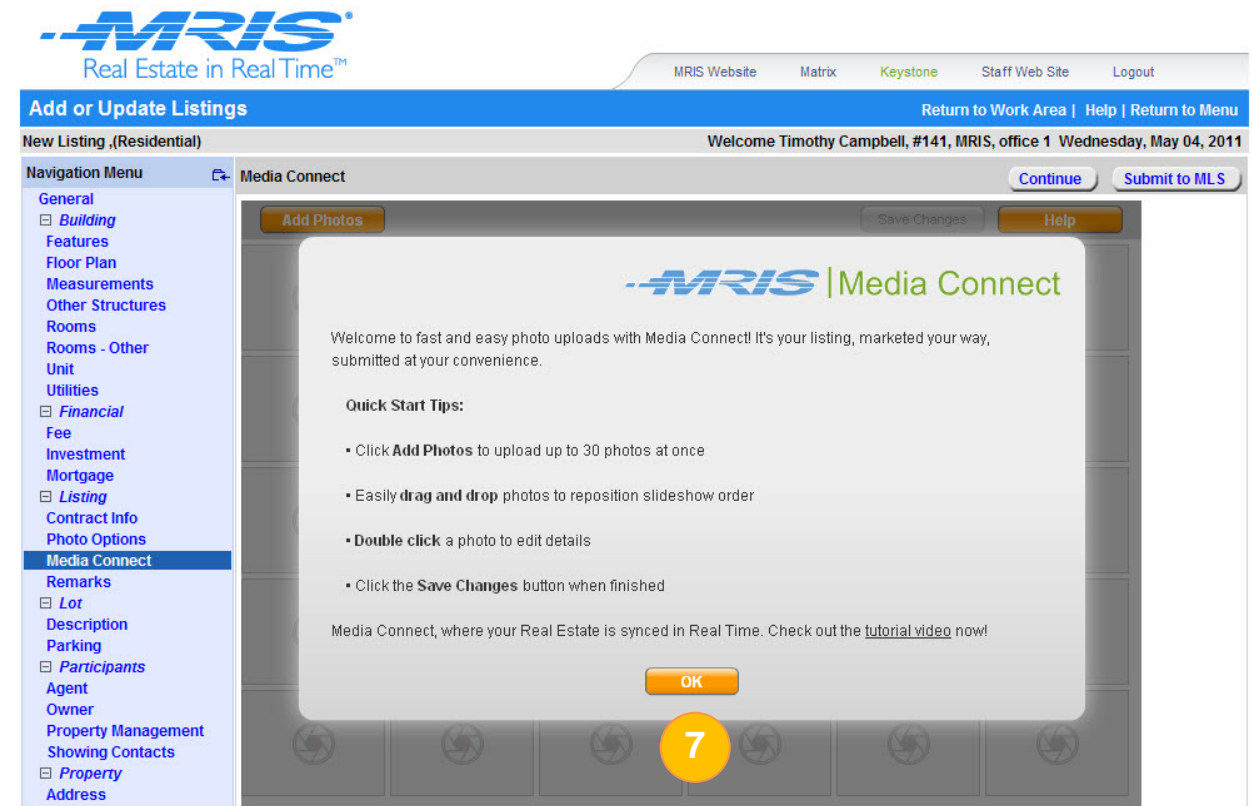 MRIS®
Real Estate in Real Time™
MRIS Website Matrix Keystone Staff Web Site Logout
Add or Update Listings Return to Work Area | Help | Return to Menu
New Listing ,(Residential) Welcome Timothy Campbell, #141, MRIS, office 1 Wednesday, May 04, 2011
Navigation Menu
General
Building
Features
Floor Plan
Measurements
Other Structures
Rooms
Rooms - Other
Unit
Utilities
Financial
Fee
Investment
Mortgage
Listing
Contract Info
Photo Options
Media Connect
Remarks
Lot
Description
Parking
Participants
Agent
Owner
Property Management
Showing Contacts
Property
Address
Media Connect Continue Submit to MLS
Add Photos Save Changes Help
MRIS | Media Connect
Welcome to fast and easy photo uploads with Media Connect! It's your listing, marketed your way,
submitted at your convenience.
Quick Start Tips:
▪ Click Add Photos to upload up to 30 photos at once
▪ Easily drag and drop photos to reposition slideshow order
▪ Double click a photo to edit details
▪ Click the Save Changes button when finished
Media Connect, where your Real Estate is synced in Real Time. Check out the tutorial video now!
OK
7